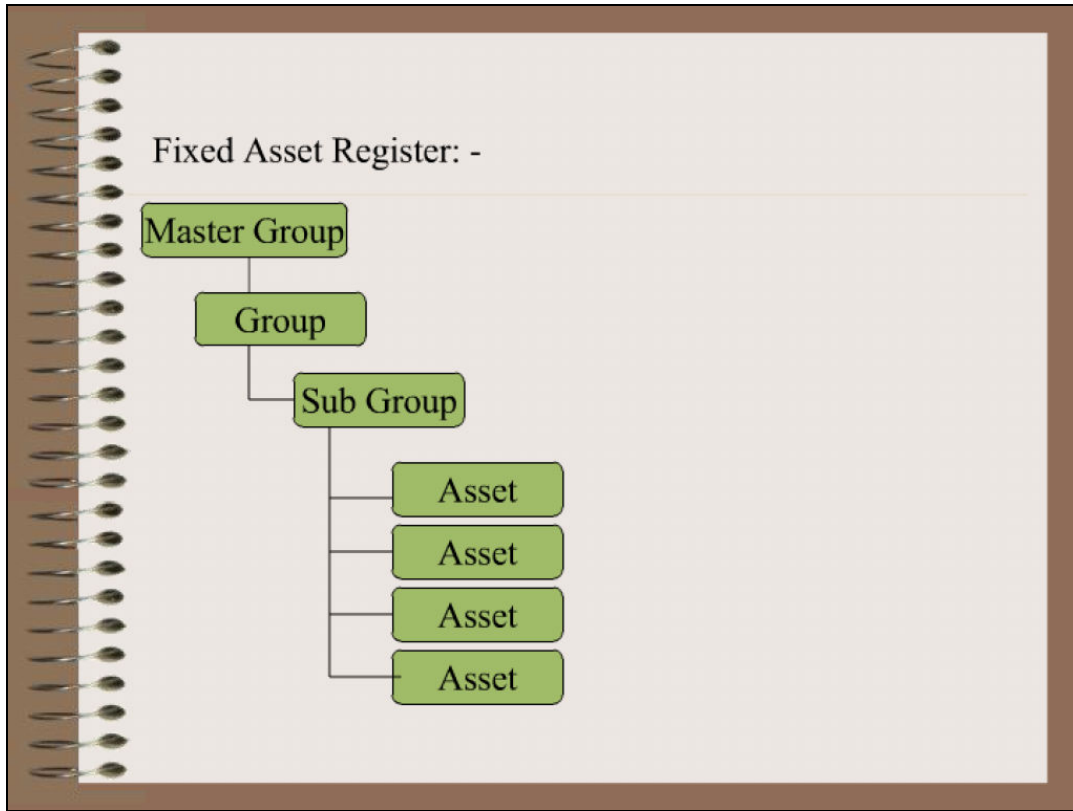 Fixed Asset Register: -
Master Group
Group
Sub Group
Asset
Asset
Asset
Asset